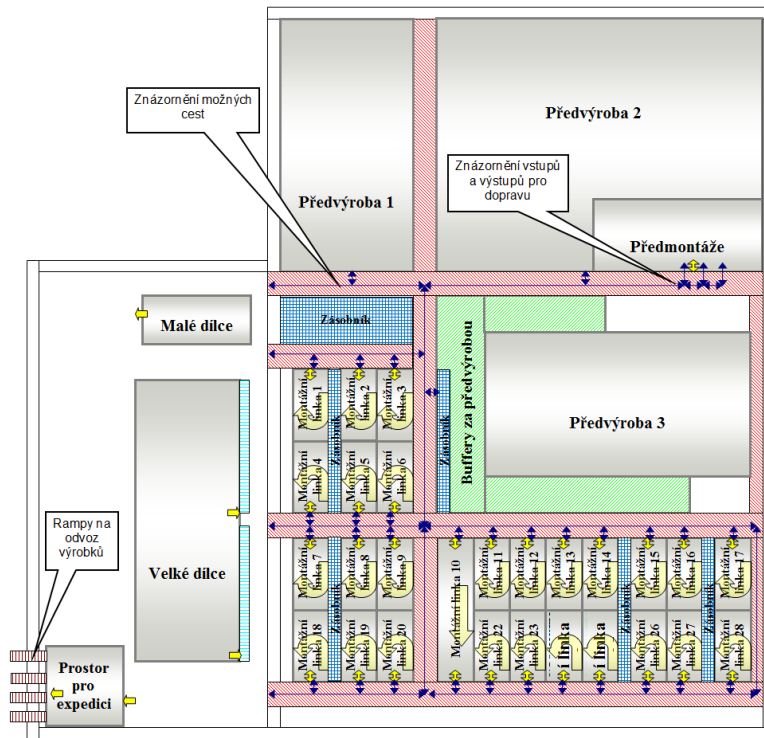 Znázornění možných
cest
Předvýroba 1
Předvýroba 2
Znázornění vstupů
a výstupů pro
dopravu
Předmontáže
Malé dílce
Zásobník
Montážní
linka 1
Montážní
linka 2
Montážní
linka 3
Zásobník
Montážní
linka 4
Montážní
linka 5
Montážní
linka 6
Zásobník
Buffery za předvýrobou
Předvýroba 3
Rampy na
odvoz
výrobků
Velké dílce
Montážní
linka 7
Montážní
linka 8
Montážní
linka 9
Zásobník
Montážní linka 10
Montážní
linka 11
Montážní
linka 12
Montážní
linka 13
Montážní
linka 14
Zásobník
Montážní
linka 15
Montážní
linka 16
Zásobník
Montážní
linka 17
Montážní
linka 18
Montážní
linka 19
Montážní
linka 20
Montážní
linka 22
Montážní
linka 23
í linka
í linka
Montážní
linka 26
Montážní
linka 27
Montážní
linka 28
Prostor
pro
expedici